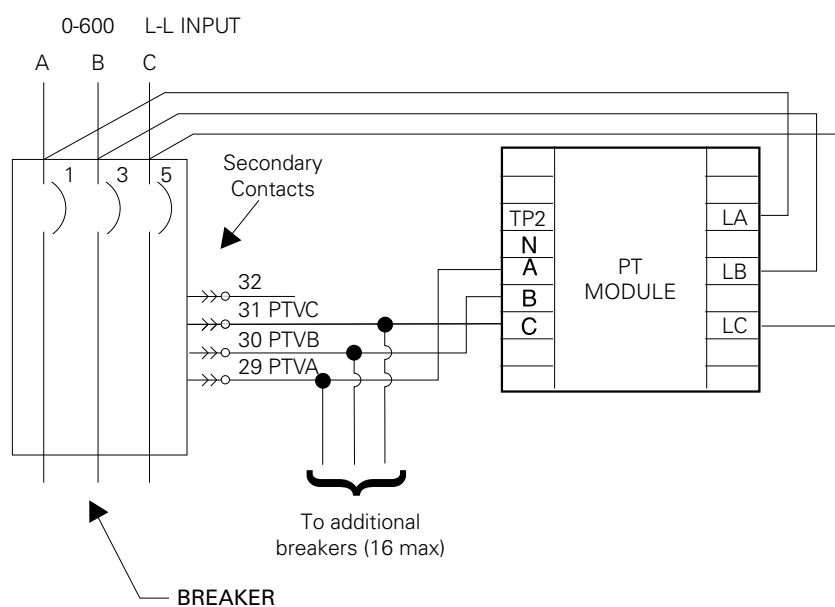 0-600 L-L INPUT
A B C
1 3 5
Secondary
Contacts
32
31 PTVC
30 PTVB
29 PTVA
TP2
N
A
B
C
PT
MODULE
LA
LB
LC
To additional
breakers (16 max)
BREAKER